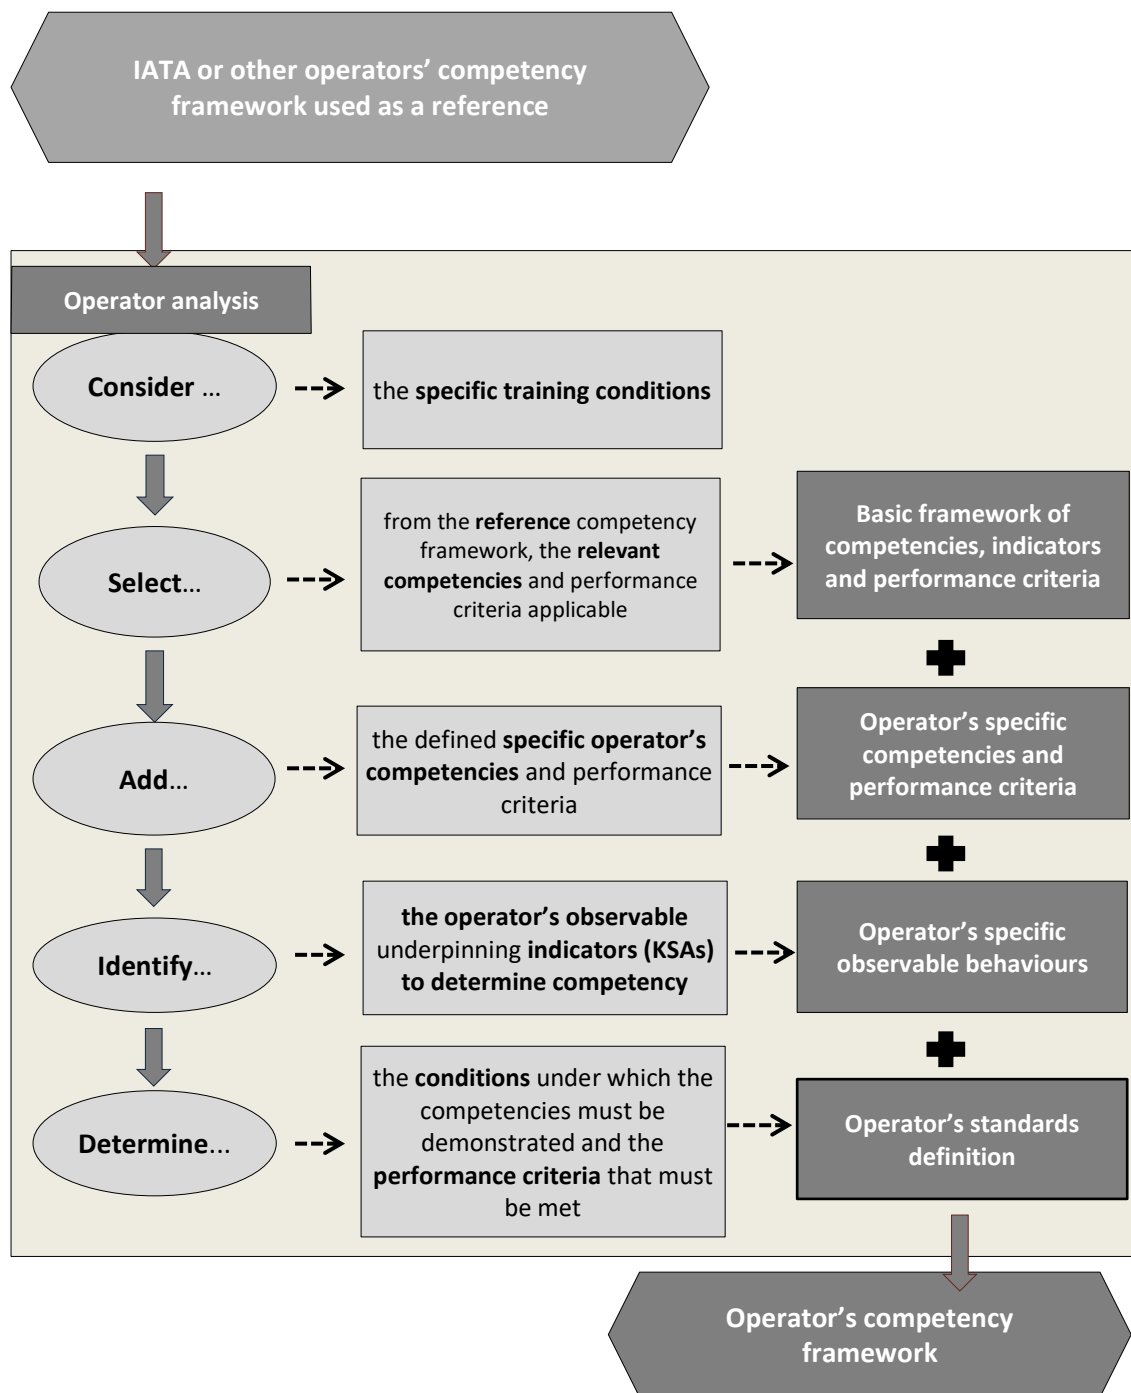 IATA or other operators’ competency
framework used as a reference
Operator analysis
Consider ...
the specific training conditions
Select...
from the reference competency
framework, the relevant
competencies and performance
criteria applicable
Basic framework of
competencies, indicators
and performance criteria
Add...
the defined specific operator’s
competencies and performance
criteria
Operator’s specific
competencies and
performance criteria
Identify...
the operator’s observable
underpinning indicators (KSAs)
to determine competency
Operator’s specific
observable behaviours
Determine...
the conditions under which the
competencies must be
demonstrated and the
performance criteria that must
be met
Operator’s standards
definition
Operator’s competency
framework